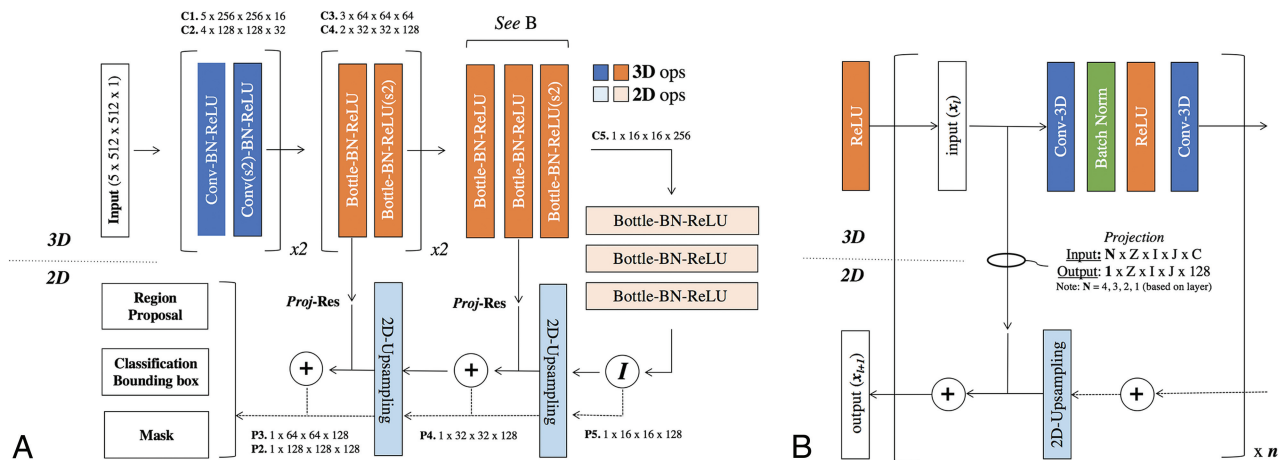 C1. 5 x 256 x 256 x 16
C2. 4 x 128 x 128 x 32
C3. 3 x 64 x 64 x 64
C4. 2 x 32 x 32 x 128
See B
Input (5 x 512 x 512 x 1)
Conv-BN-ReLU
Conv(s2)-BN-ReLU
x2
Bottle-BN-ReLU
Bottle-BN-ReLU(s2)
x2
Bottle-BN-ReLU
Bottle-BN-ReLU
Bottle-BN-ReLU(s2)
3D ops
2D ops
C5. 1 x 16 x 16 x 256
Bottle-BN-ReLU
Bottle-BN-ReLU
Bottle-BN-ReLU
3D
2D
Region
Proposal
Classification
Bounding box
Mask
Proj-Res
Proj-Res
2D-Upsampling
2D-Upsampling
+
+
I
P3. 1 x 64 x 64 x 128
P2. 1 x 128 x 128 x 128
P4. 1 x 32 x 32 x 128
P5. 1 x 16 x 16 x 128
A
ReLU
input (xl)
Conv-3D
Batch Norm
ReLU
Conv-3D
3D
2D
Projection
Input: N x Z x I x J x C
Output: 1 x Z x I x J x 128
Note: N = 4, 3, 2, 1 (based on layer)
output (xl+1)
+
2D-Upsampling
+
x n
B